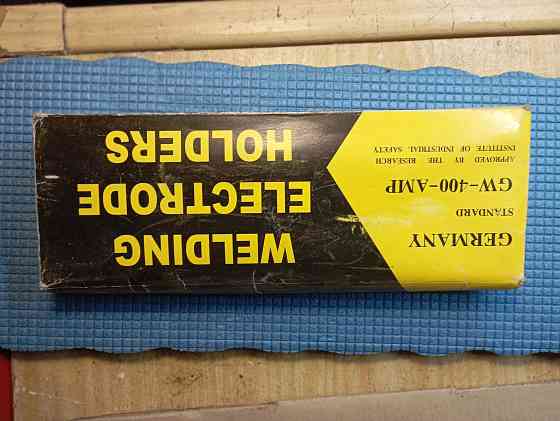 WELDING
ELECTRODE
HOLDERS
GERMANY
STANDARD
GW-400-AMP
APPROVED BY THE RESEARCH
INSTITUTE OF INDUSTRIAL SAFETY